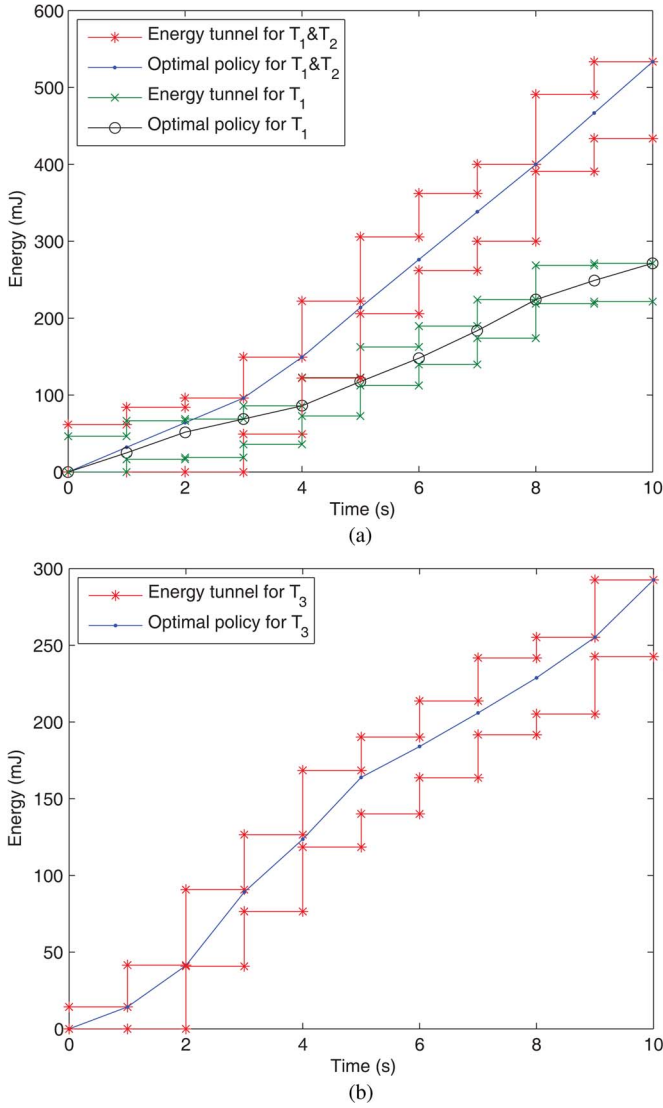 600
500
400
300
200
100
0
Energy (mJ)
Energy tunnel for T1&T2
Optimal policy for T1&T2
Energy tunnel for T1
Optimal policy for T1
0 2 4 6 8 10
Time (s)
(a)
300
250
200
150
100
50
0
Energy (mJ)
Energy tunnel for T3
Optimal policy for T3
0 2 4 6 8 10
Time (s)
(b)